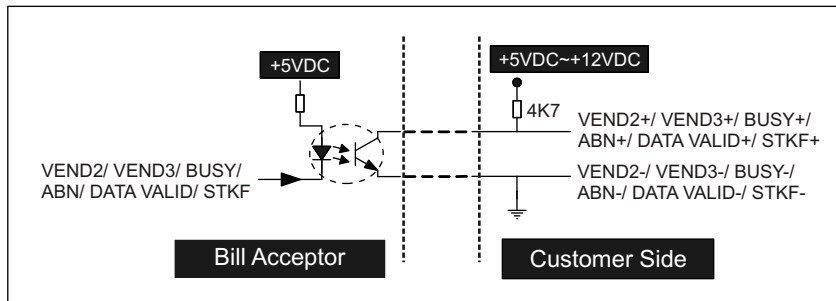 +5VDC
+5VDC~+12VDC
4K7
VEND2+/ VEND3+/ BUSY+/
ABN+/ DATA VALID+/ STKF+
VEND2/ VEND3/ BUSY/
ABN/ DATA VALID/ STKF
VEND2-/ VEND3-/ BUSY-/
ABN-/ DATA VALID-/ STKF-
Bill Acceptor
Customer Side